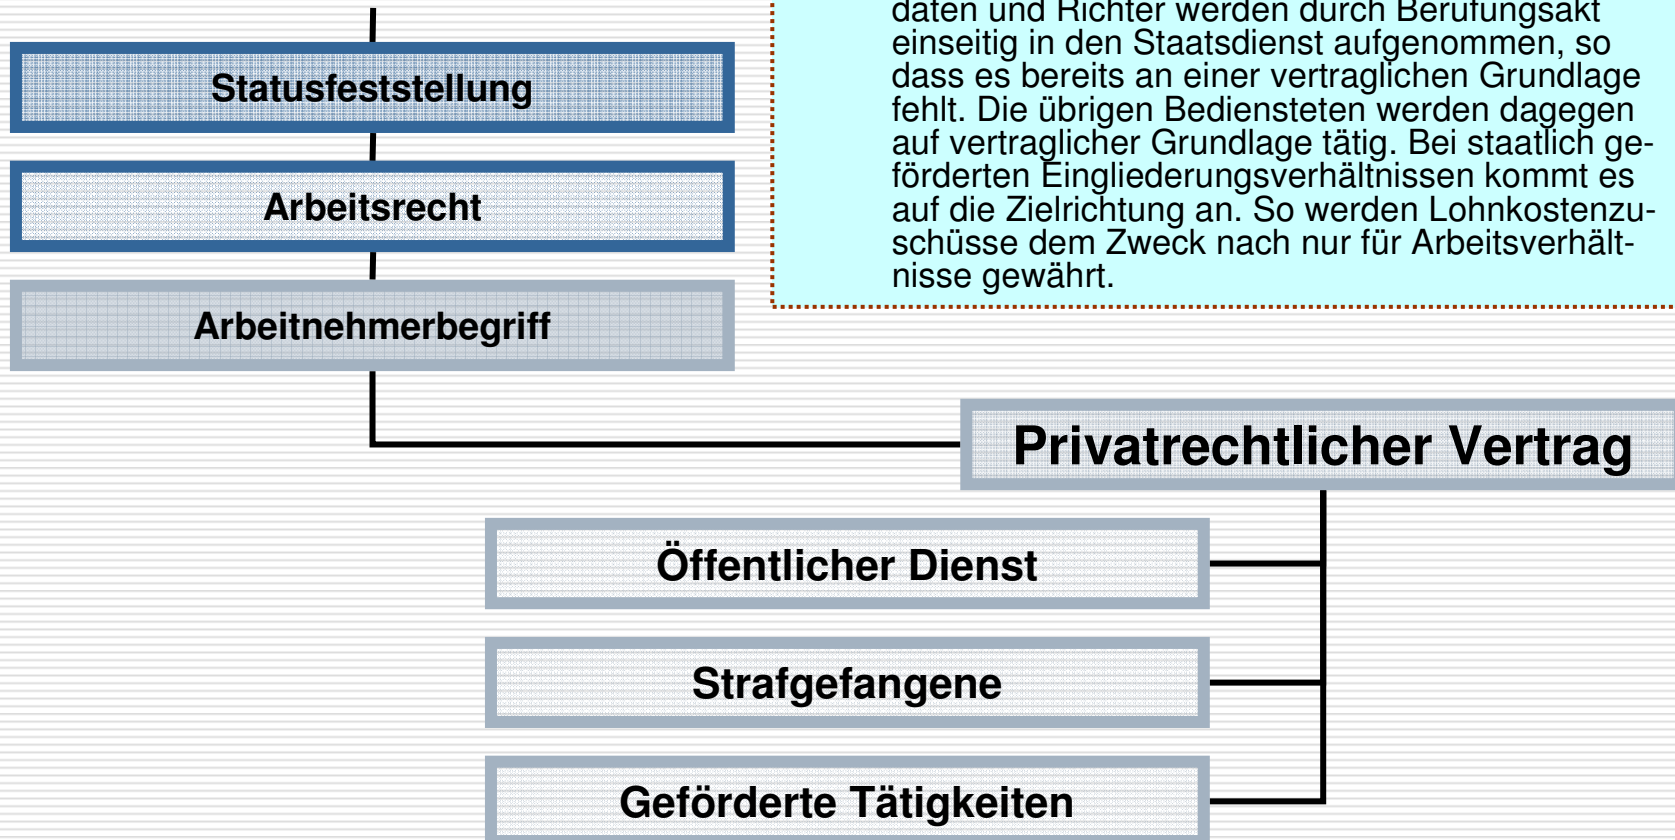 daten und Richter werden durch Berufungsakt
einseitig in den Staatsdienst aufgenommen, so
dass es bereits an einer vertraglichen Grundlage
fehlt. Die übrigen Bediensteten werden dagegen
auf vertraglicher Grundlage tätig. Bei staatlich ge-
förderten Eingliederungsverhältnissen kommt es
auf die Zielrichtung an. So werden Lohnkostenzu-
schüsse dem Zweck nach nur für Arbeitsverhält-
nisse gewährt.
Statusfeststellung
Arbeitsrecht
Arbeitnehmerbegriff
Privatrechtlicher Vertrag
Öffentlicher Dienst
Strafgefangene
Geförderte Tätigkeiten